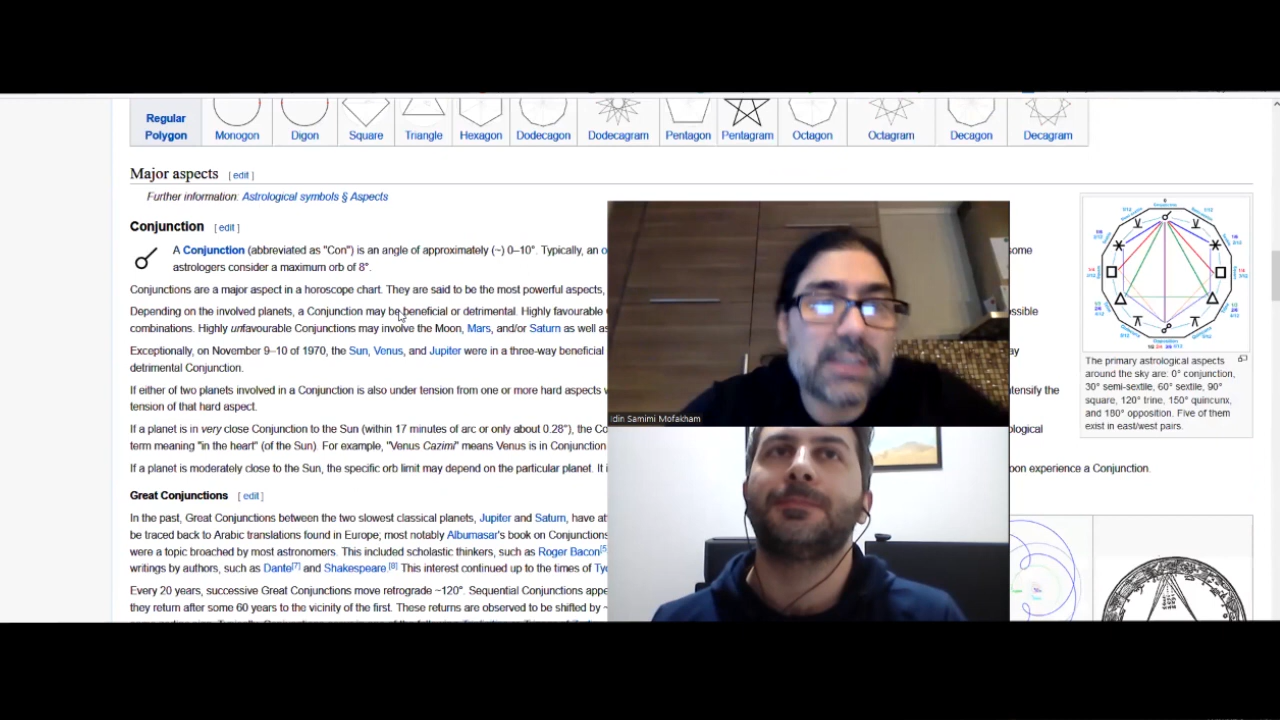 Regular
Polygon
Monogon
Digon
Square
Triangle
Hexagon
Dodecagon
Dodecagram
Pentagon
Pentagram
Octagon
Octagram
Decagon
Decagram
Major aspects [ edit ]
Further information: Astrological symbols § Aspects
Conjunction [ edit ]
A Conjunction (abbreviated as "Con") is an angle of approximately (~) 0–10°. Typically, an o
ome
astrologers consider a maximum orb of 8°.
Conjunctions are a major aspect in a horoscope chart. They are said to be the most powerful aspects,
Depending on the involved planets, a Conjunction may be beneficial or detrimental. Highly favourable
ossible
combinations. Highly unfavourable Conjunctions may involve the Moon, Mars, and/or Saturn as well as
Exceptionally, on November 9–10 of 1970, the Sun, Venus, and Jupiter were in a three-way beneficial
ay
detrimental Conjunction.
If either of two planets involved in a Conjunction is also under tension from one or more hard aspects w
tensify the
tension of that hard aspect.
If a planet is very close Conjunction to the Sun (within 17 minutes of arc or only about 0.28°), the Co
ological
term meaning "in the heart" (of the Sun). For example, "Venus Cazimi" means Venus is in Conjunction
If a planet is moderately close to the Sun, the specific orb limit may depend on the particular planet. It i
oon experience a Conjunction.
Great Conjunctions [ edit ]
In the past, Great Conjunctions between the two slowest classical planets, Jupiter and Saturn, have at
be traced back to Arabic translations found in Europe; most notably Albumasar's book on Conjunctions
were a topic broached by most astronomers. This included scholastic thinkers, such as Roger Bacon[5
writings by authors, such as Dante[7] and Shakespeare.[8] This interest continued up to the times of Ty
Every 20 years, successive Great Conjunctions move retrograde ~120°. Sequential Conjunctions appe
they return after some 60 years to the vicinity of the first. These returns are observed to be shifted by ~
The primary astrological aspects
around the sky are: 0° conjunction,
30° semi-sextile, 60° sextile, 90°
square, 120° trine, 150° quincunx,
and 180° opposition. Five of them
exist in east/west pairs.
Idin Samimi Mofakham